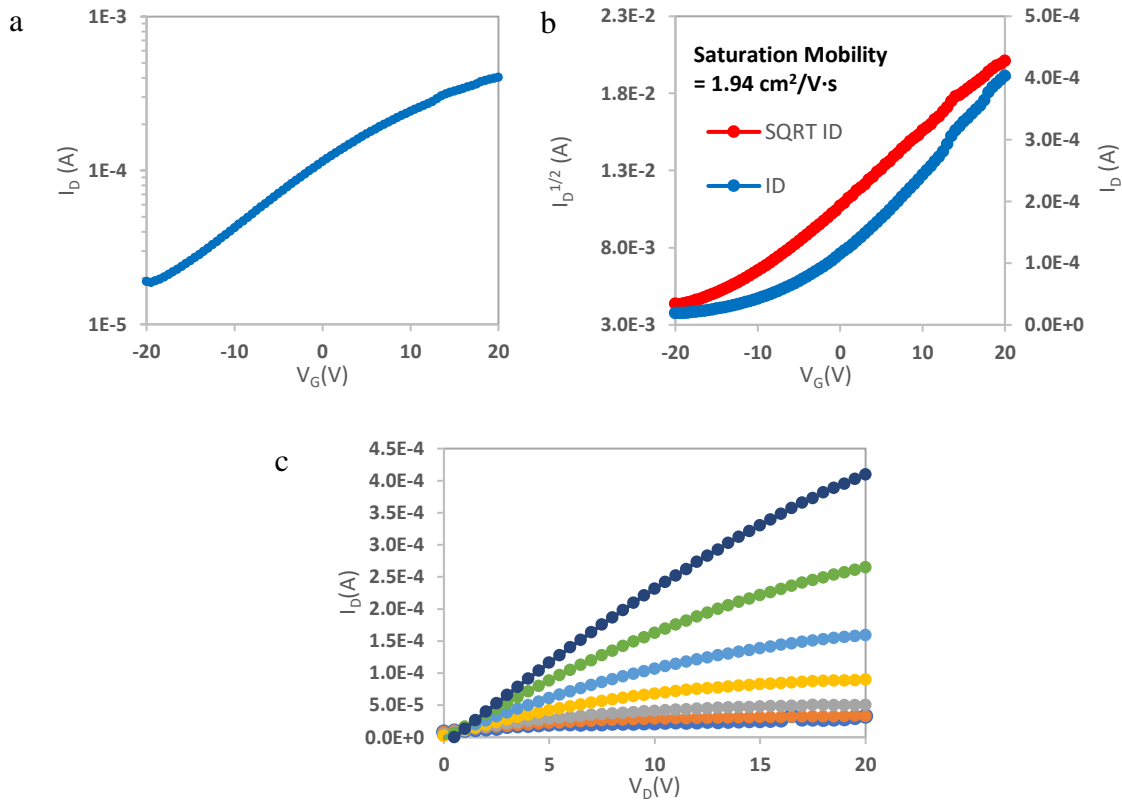 a
1E-3
1E-4
1E-5
I_D (A)
-20 -10 0 10 20
V_G(V)
b
2.3E-2
1.8E-2
1.3E-2
8.0E-3
3.0E-3
I_D^1/2 (A)
Saturation Mobility
= 1.94 cm²/V·s
SQRT ID
ID
5.0E-4
4.0E-4
3.0E-4
2.0E-4
1.0E-4
0.0E+0
I_D (A)
-20 -10 0 10 20
V_G(V)
c
4.5E-4
4.0E-4
3.5E-4
3.0E-4
2.5E-4
2.0E-4
1.5E-4
1.0E-4
5.0E-5
0.0E+0
I_D(A)
0 5 10 15 20
V_D(V)